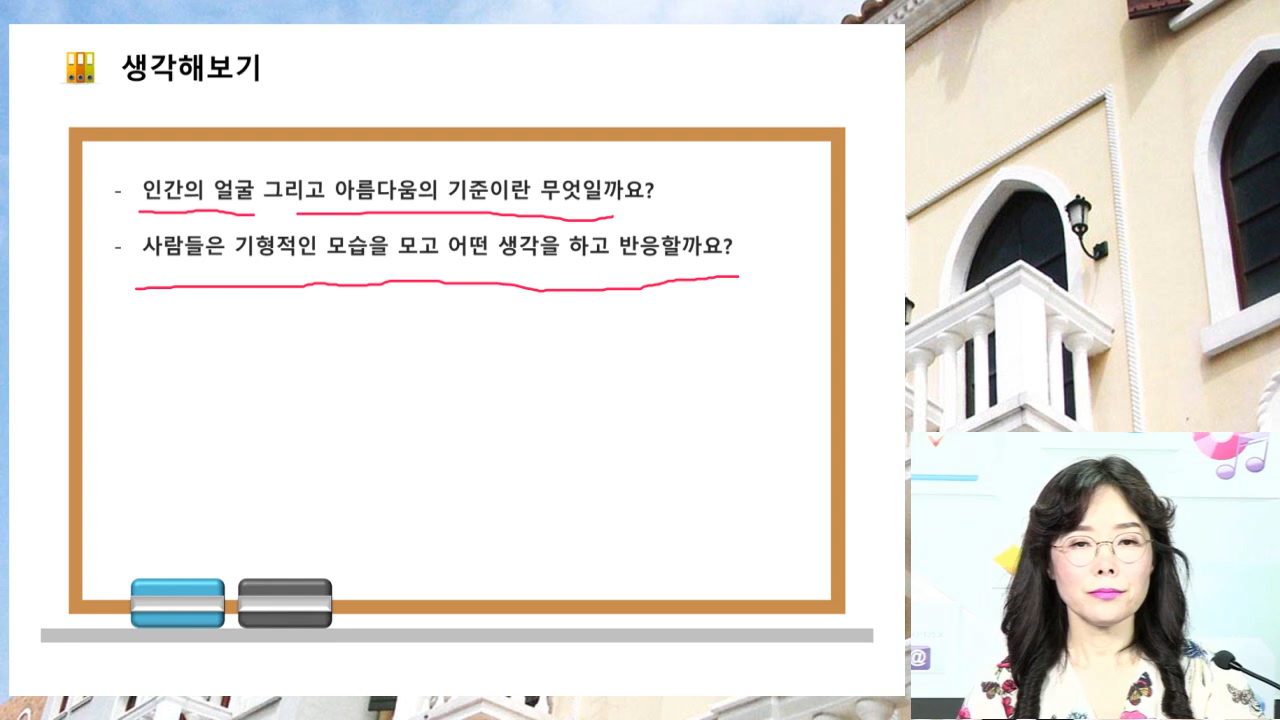 생각해보기
- 인간의 얼굴 그리고 아름다움의 기준이란 무엇일까요?
- 사람들은 기형적인 모습을 모고 어떤 생각을 하고 반응할까요?
@